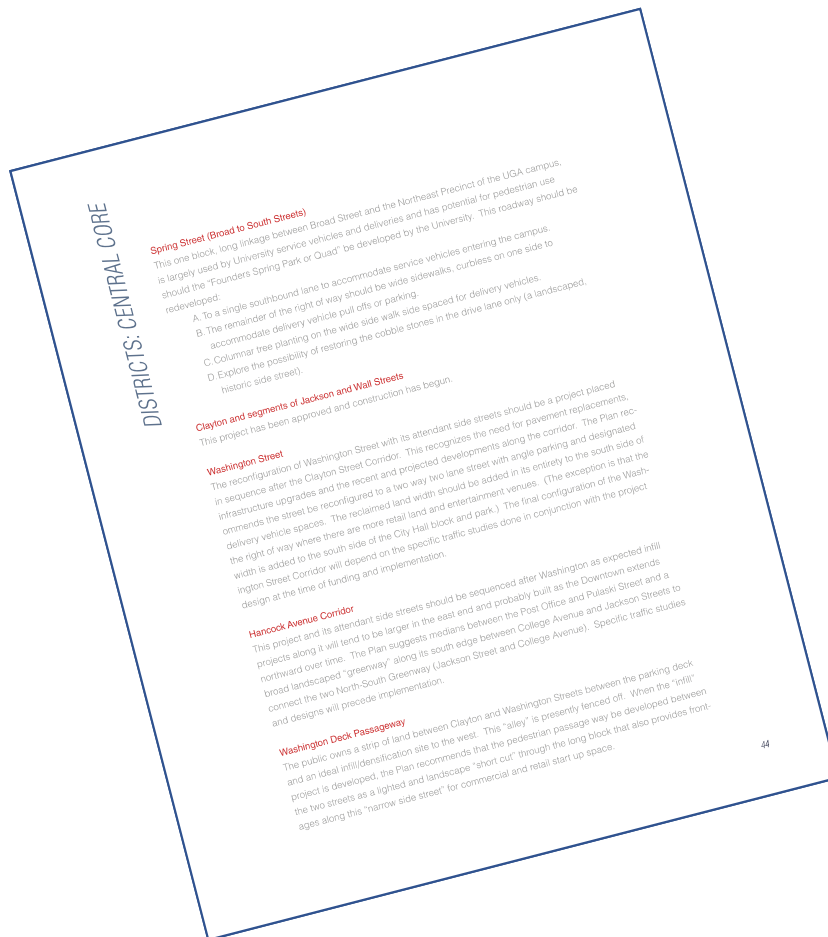 DISTRICTS: CENTRAL CORE
Spring Street (Broad to South Streets)
This one block, long linkage between Broad Street and the Northeast Precinct of the UGA campus,
is largely used by University service vehicles and deliveries and has potential for pedestrian use
should the "Founders Spring Park or Quad" be developed by the University.  This roadway should be
redeveloped:
A. To a single southbound lane to accommodate service vehicles entering the campus.
B. The remainder of the right of way should be wide sidewalks, curbless on one side to
accommodate delivery vehicle pull offs or parking.
C. Columnar tree planting on the wide side walk side spaced for delivery vehicles.
D. Explore the possibility of restoring the cobble stones in the drive lane only (a landscaped,
historic side street).
Clayton and segments of Jackson and Wall Streets
This project has been approved and construction has begun.
Washington Street
The reconfiguration of Washington Street with its attendant side streets should be a project placed
in sequence after the Clayton Street Corridor.  This recognizes the need for pavement replacements,
infrastructure upgrades and the recent and projected developments along the corridor.  The Plan rec-
ommends the street be reconfigured to a two way two lane street with angle parking and designated
delivery vehicle spaces.  The reclaimed land width should be added in its entirety to the south side of
the right of way where there are more retail land and entertainment venues.  (The exception is that the
width is added to the south side of the City Hall block and park.)  The final configuration of the Wash-
ington Street Corridor will depend on the specific traffic studies done in conjunction with the project
design at the time of funding and implementation.
Hancock Avenue Corridor
This project and its attendant side streets should be sequenced after Washington as expected infill
projects along it will tend to be larger in the east end and probably built as the Downtown extends
northward over time.  The Plan suggests medians between the Post Office and Pulaski Street and a
broad landscaped "greenway" along its south edge between College Avenue and Jackson Streets to
connect the two North-South Greenway (Jackson Street and College Avenue).  Specific traffic studies
and designs will precede implementation.
Washington Deck Passageway
The public owns a strip of land between Clayton and Washington Streets between the parking deck
and an ideal infill/densification site to the west.  This "alley" is presently fenced off.  When the "infill"
project is developed, the Plan recommends that the pedestrian passage way be developed between
the two streets as a lighted and landscape "short cut" through the long block that also provides front-
ages along this "narrow side street" for commercial and retail start up space.
44